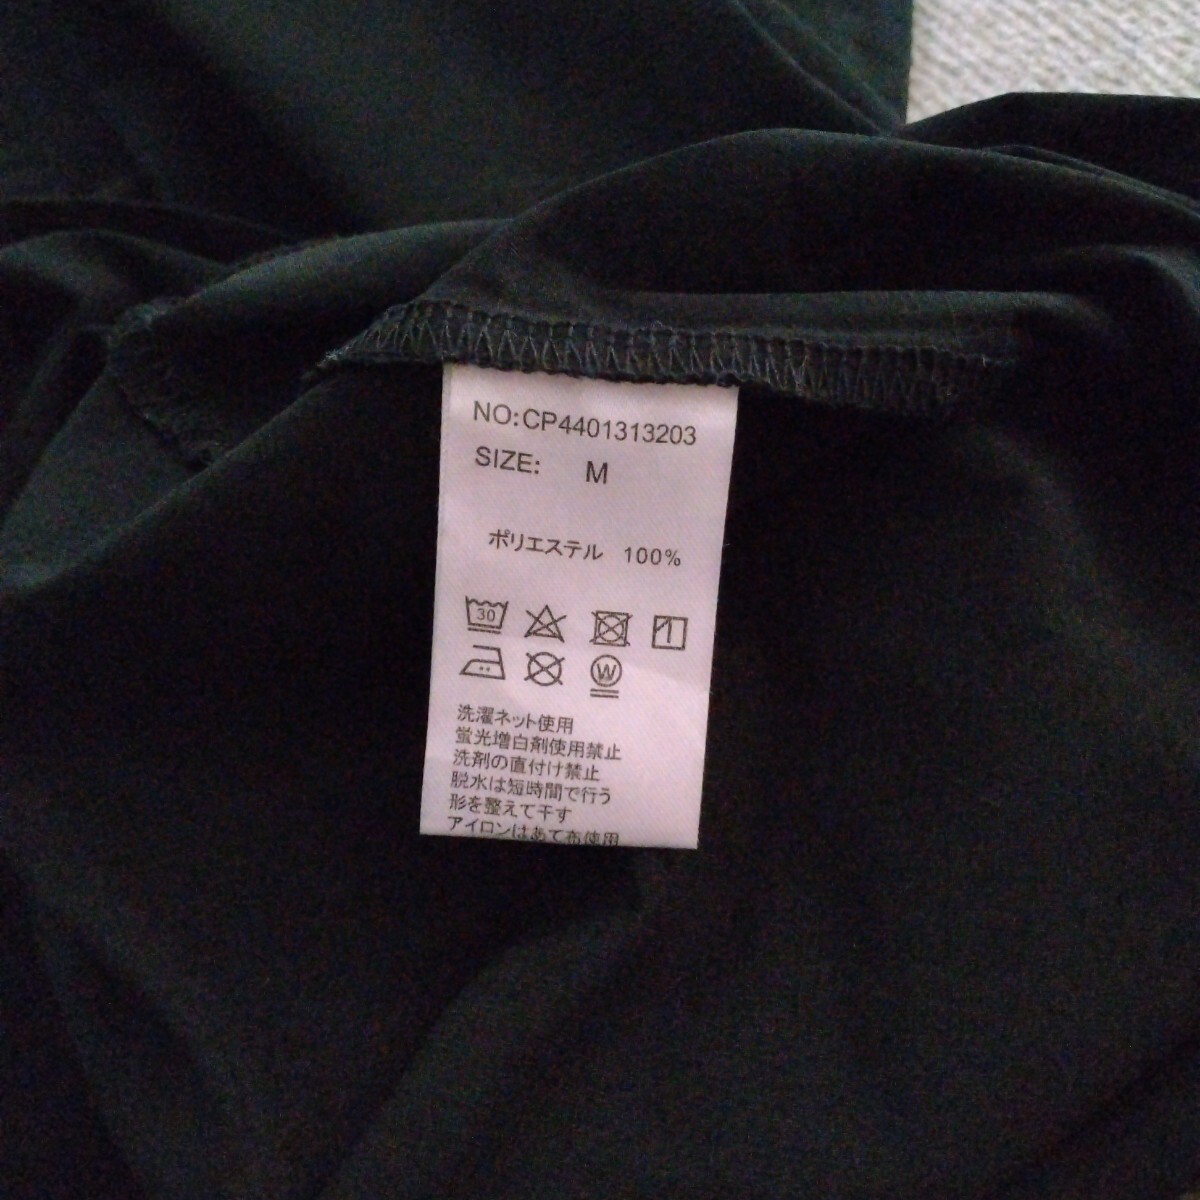 NO:CP4401313203
SIZE: M
ポリエステル 100%
30
W
洗濯ネット使用
蛍光増白剤使用禁止
洗剤の直付け禁止
脱水は短時間で行う
形を整えて干す
アイロンはあて布使用